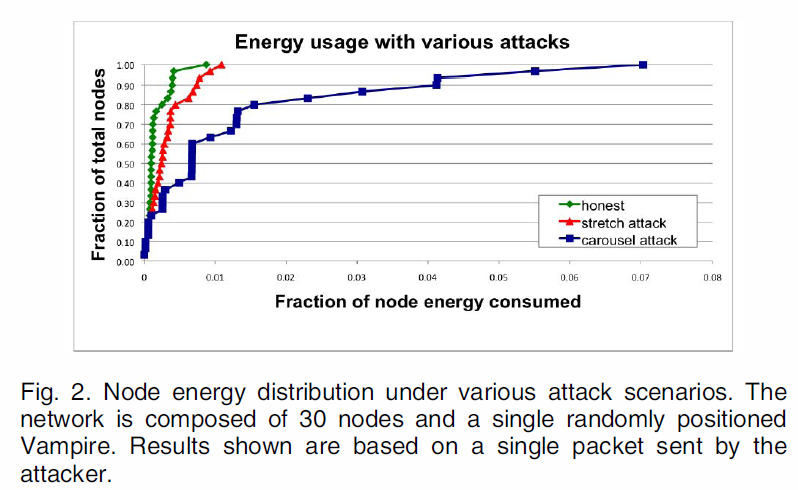 Energy usage with various attacks
Fraction of total nodes
1.00
0.90
0.80
0.70
0.60
0.50
0.40
0.30
0.20
0.10
0.00
honest
stretch attack
carousel attack
0 0.01 0.02 0.03 0.04 0.05 0.06 0.07 0.08
Fraction of node energy consumed
Fig. 2. Node energy distribution under various attack scenarios. The
network is composed of 30 nodes and a single randomly positioned
Vampire. Results shown are based on a single packet sent by the
attacker.